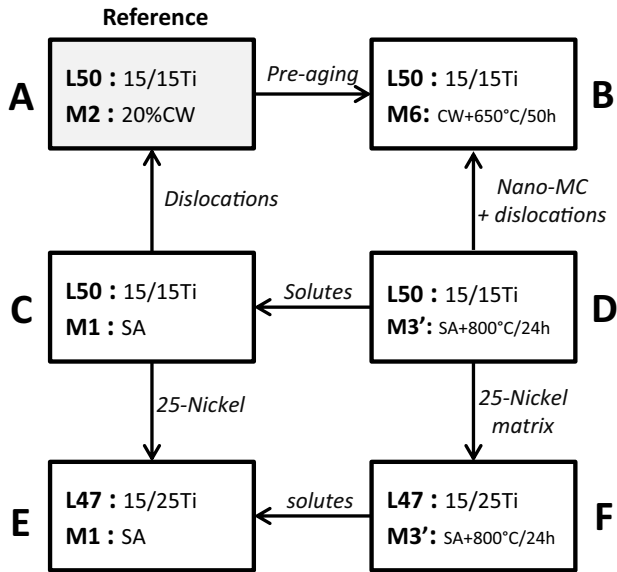 Reference
A
L50 : 15/15Ti
M2 : 20%CW
Pre-aging
L50 : 15/15Ti
M6: CW+650°C/50h
B
Dislocations
Nano-MC
+ dislocations
C
L50 : 15/15Ti
M1 : SA
Solutes
L50 : 15/15Ti
M3': SA+800°C/24h
D
25-Nickel
25-Nickel
matrix
E
L47 : 15/25Ti
M1 : SA
solutes
L47 : 15/25Ti
M3': SA+800°C/24h
F